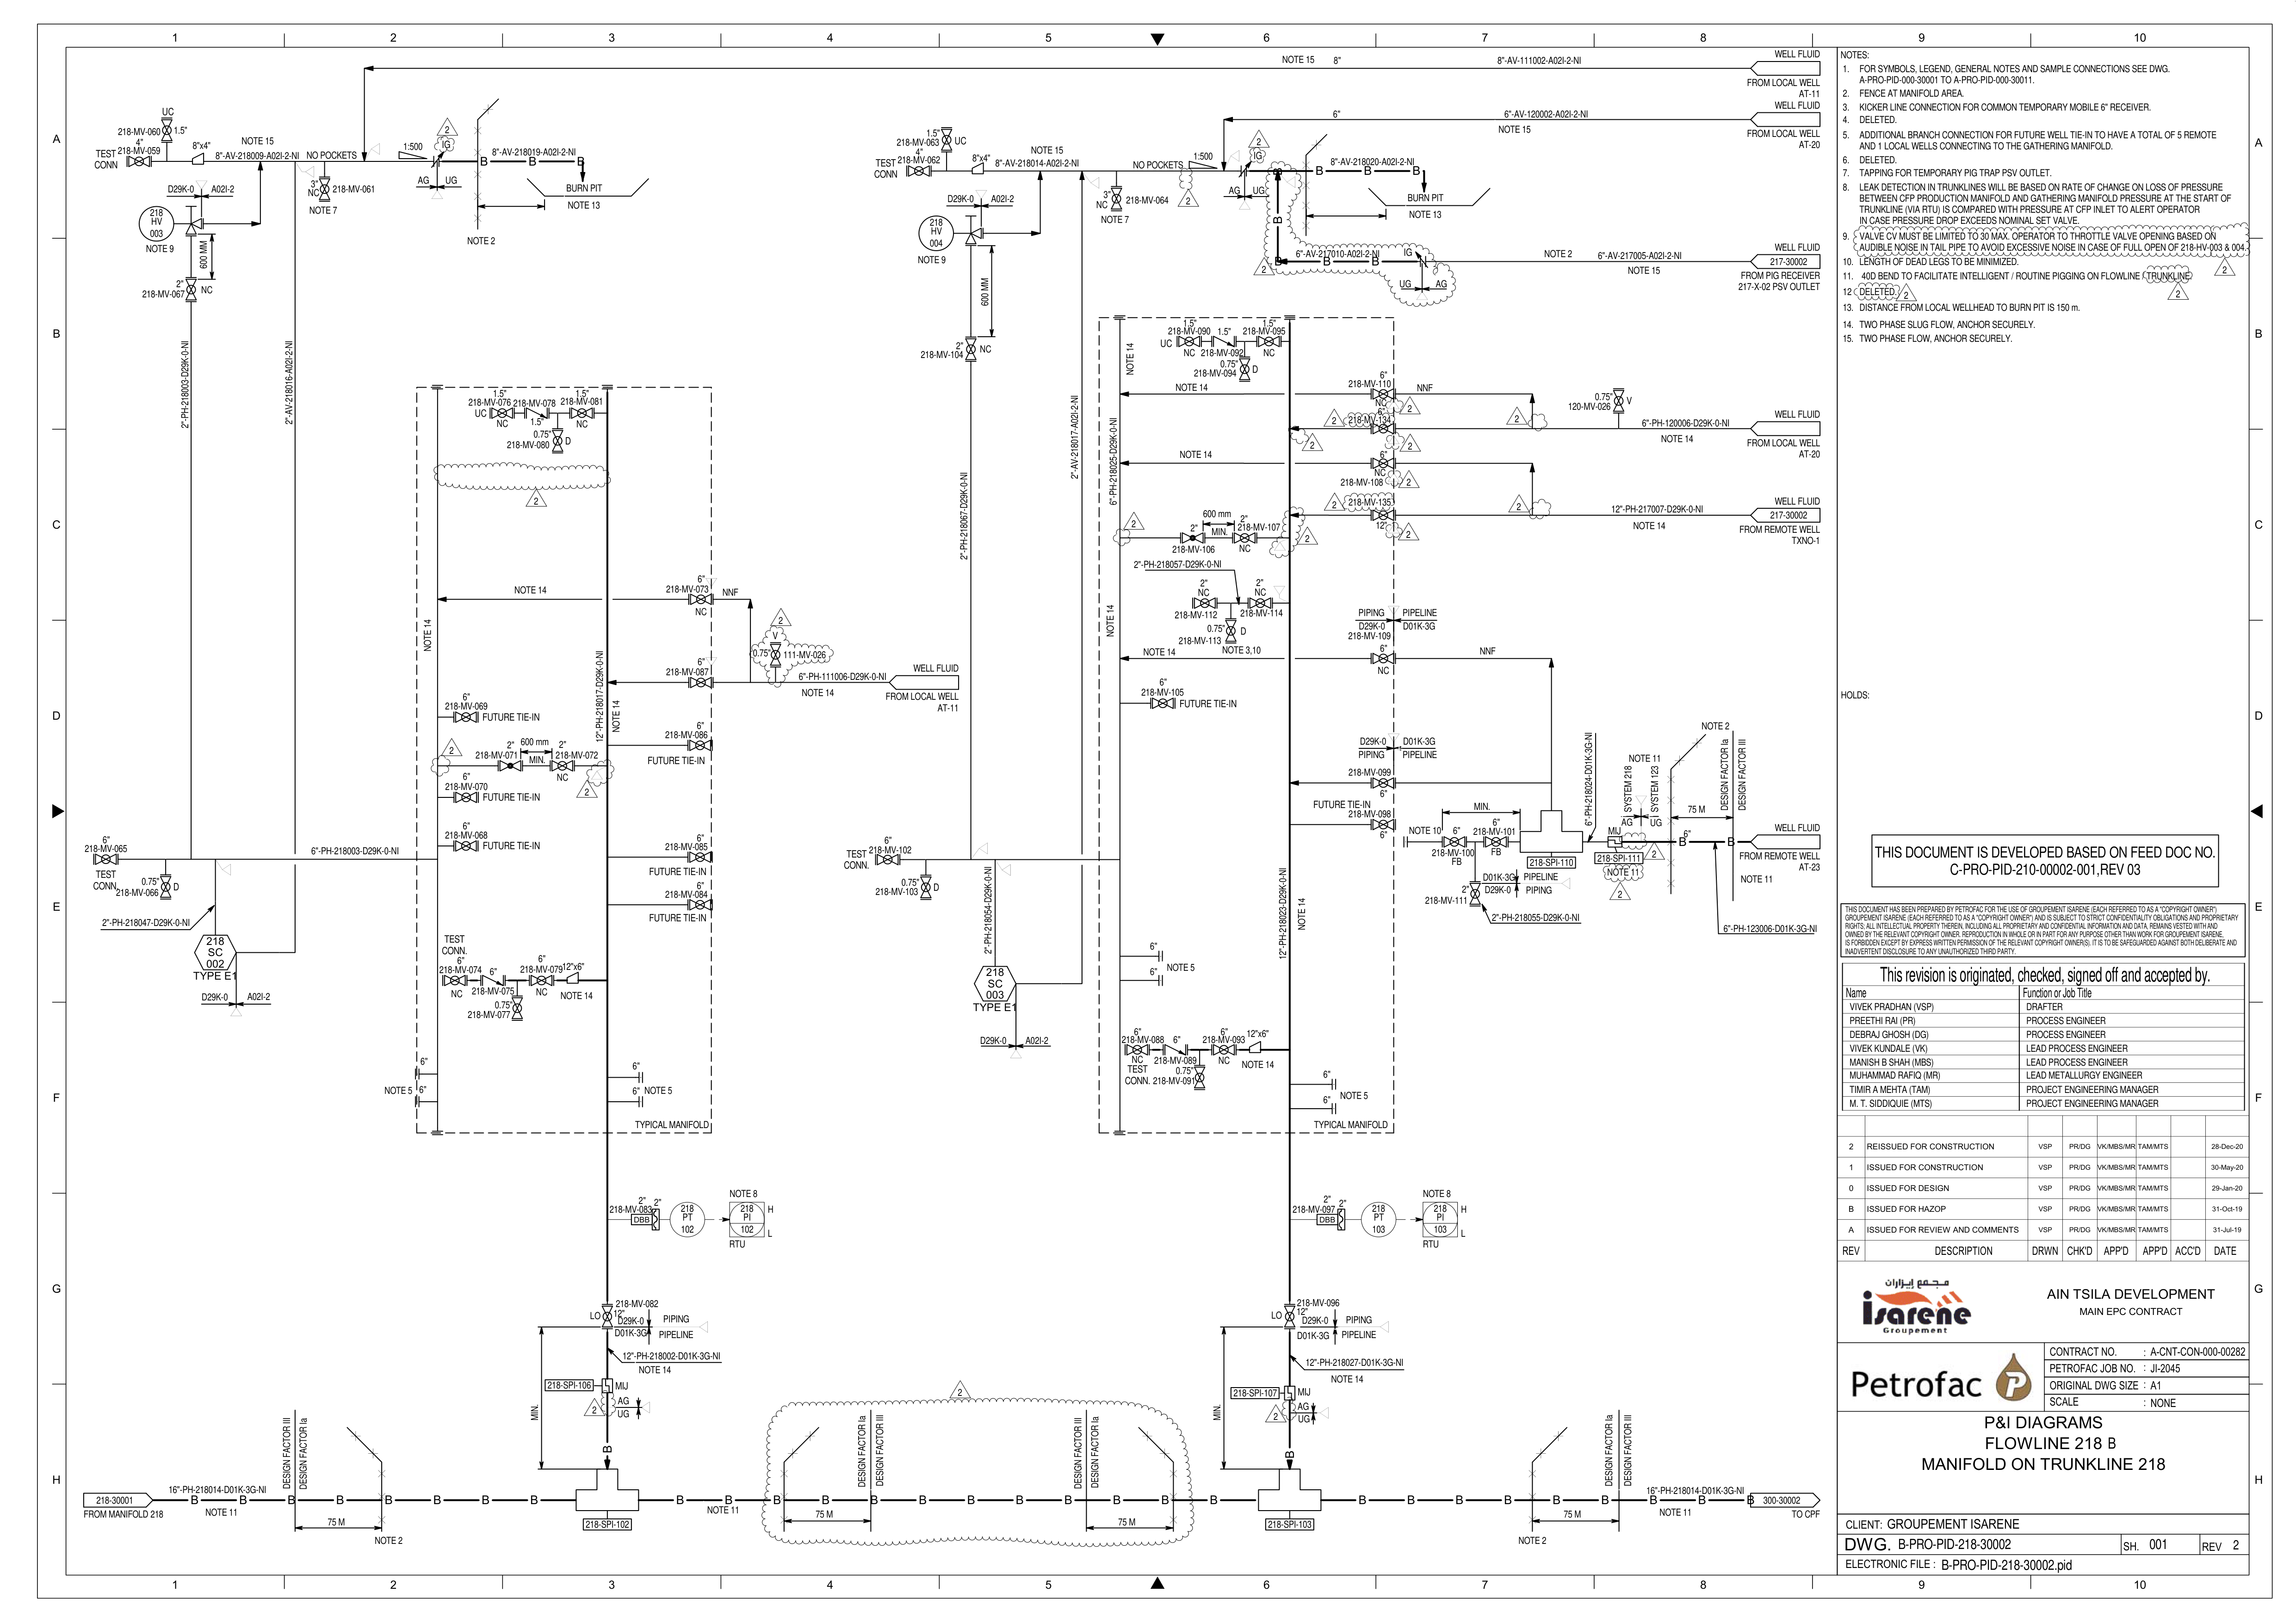 1 2 3 4 5 6 7 8 9 10
A
B
C
D
E
F
G
H
UC
218-MV-060
1.5"
4"
TEST 218-MV-059
CONN
8"x4"
NOTE 15
8"-AV-218009-A02I-2-NI
NO POCKETS
1:500
2
IG
8"-AV-218019-A02I-2-NI
B B B
AG UG
BURN PIT
NOTE 13
NOTE 2
D29K-0 A02I-2
3"
NC
218-MV-061
NOTE 7
218
HV
003
NOTE 9
600 MM
2"
218-MV-067
NC
2"-PH-218003-D29K-0-NI
2"-AV-218016-A02I-2-NI
NOTE 15 8" 8"-AV-111002-A02I-2-NI
WELL FLUID
FROM LOCAL WELL
AT-11
6" 6"-AV-120002-A02I-2-NI
NOTE 15
WELL FLUID
FROM LOCAL WELL
AT-20
1.5"
218-MV-063
UC
4"
TEST 218-MV-062
CONN
8"x4"
NOTE 15
8"-AV-218014-A02I-2-NI
NO POCKETS
1:500
2
IG
8"-AV-218020-A02I-2-NI
B B B
AG UG
BURN PIT
NOTE 13
D29K-0 A02I-2
3"
NC
218-MV-064
NOTE 7
2
218
HV
004
NOTE 9
600 MM
2"
218-MV-104
NC
2"-PH-218067-D29K-0-NI
2"-AV-218017-A02I-2-NI
B
B
6"-AV-217010-A02I-2-NI
B B B
IG
2
UG AG
NOTE 2
6"-AV-217005-A02I-2-NI
NOTE 15
WELL FLUID
217-30002
FROM PIG RECEIVER
217-X-02 PSV OUTLET
1.5" 1.5"
218-MV-076 218-MV-078 218-MV-081
UC
NC 1.5" NC
0.75"
218-MV-080
D
2
NOTE 14
6"
218-MV-073
NC
NNF
NOTE 14
2
V
0.75"
111-MV-026
6"
218-MV-087
6"-PH-111006-D29K-0-NI
NOTE 14
WELL FLUID
FROM LOCAL WELL
AT-11
12"-PH-218017-D29K-0-NI
NOTE 14
6"
218-MV-069
FUTURE TIE-IN
6"
218-MV-086
FUTURE TIE-IN
2
2" 600 mm 2"
218-MV-071 MIN. 218-MV-072
NC
2
6"
218-MV-070
FUTURE TIE-IN
6"
218-MV-068
FUTURE TIE-IN
6"
218-MV-085
FUTURE TIE-IN
6"
218-MV-084
FUTURE TIE-IN
6"
218-MV-065
TEST
CONN.
0.75"
218-MV-066
D
6"-PH-218003-D29K-0-NI
2"-PH-218047-D29K-0-NI
218
SC
002
TYPE E1
D29K-0 A02I-2
TEST
CONN.
6"
218-MV-074 6" 218-MV-079 12"x6"
NC 218-MV-075 NC NOTE 14
0.75"
218-MV-077
6"
NOTE 5
6"
6"
6" NOTE 5
TYPICAL MANIFOLD
1.5" 1.5"
218-MV-090 1.5" 218-MV-095
UC
NC 218-MV-092 NC
0.75"
218-MV-094
D
NOTE 14
NOTE 14
6"
218-MV-110
NC
NNF
2
2
6"
218-MV-134
2
2
2
0.75"
120-MV-026
V
6"-PH-120006-D29K-0-NI
NOTE 14
WELL FLUID
FROM LOCAL WELL
AT-20
NOTE 14
6"
NC
218-MV-108
2
2
2
218-MV-135
12"
2
12"-PH-217007-D29K-0-NI
NOTE 14
WELL FLUID
217-30002
FROM REMOTE WELL
TXNO-1
6"-PH-218025-D29K-0-NI
2
600 mm
2" MIN. 2"
218-MV-107
218-MV-106 NC
2
2"-PH-218057-D29K-0-NI
2" 2"
NC NC
218-MV-112 218-MV-114
0.75"
218-MV-113
D
NOTE 3,10
NOTE 14
PIPING PIPELINE
D29K-0 D01K-3G
218-MV-109
6"
NC
NOTE 14
NNF
6"
218-MV-105
FUTURE TIE-IN
D29K-0 D01K-3G
PIPING PIPELINE
218-MV-099
6"
FUTURE TIE-IN
218-MV-098
6"
MIN.
NOTE 10 6" 6"
218-MV-101
218-MV-100 FB
FB
218-SPI-110
D01K-3G PIPELINE
2" D29K-0 PIPING
218-MV-111
2"-PH-218055-D29K-0-NI
6"-PH-218024-D01K-3G-NI
NOTE 11
SYSTEM 218
SYSTEM 123
AG UG
MIJ
218-SPI-111
NOTE 11
2
2
NOTE 2
75 M
DESIGN FACTOR Ia
DESIGN FACTOR III
6"
B B
WELL FLUID
FROM REMOTE WELL
AT-23
NOTE 11
6"-PH-123006-D01K-3G-NI
TEST 218-MV-102
CONN.
6"
0.75"
218-MV-103
D
2"-PH-218054-D29K-0-NI
218
SC
003
TYPE E1
D29K-0 A02I-2
12"-PH-218023-D29K-0-NI
NOTE 14
6"
6" NOTE 5
6" 6"
218-MV-088 6" 218-MV-093 12"x6"
NC 218-MV-089 NC NOTE 14
TEST 0.75"
CONN. 218-MV-091
6"
6" NOTE 5
TYPICAL MANIFOLD
2" 2"
218-MV-083
DBB
218
PT
102
NOTE 8
218
PI
102
H
L
RTU
2" 2"
218-MV-097
DBB
218
PT
103
NOTE 8
218
PI
103
H
L
RTU
218-MV-082
LO 12"
D29K-0 PIPING
D01K-3G PIPELINE
12"-PH-218002-D01K-3G-NI
NOTE 14
218-SPI-106 MIJ
2
AG
UG
MIN.
B
218-MV-096
LO 12"
D29K-0 PIPING
D01K-3G PIPELINE
12"-PH-218027-D01K-3G-NI
NOTE 14
218-SPI-107 MIJ
2
AG
UG
MIN.
B
218-30001
FROM MANIFOLD 218
16"-PH-218014-D01K-3G-NI
NOTE 11
DESIGN FACTOR III
DESIGN FACTOR Ia
75 M
NOTE 2
218-SPI-102
NOTE 11
2
75 M
DESIGN FACTOR Ia
DESIGN FACTOR III
DESIGN FACTOR III
DESIGN FACTOR Ia
75 M
218-SPI-103
NOTE 2
75 M
DESIGN FACTOR Ia
DESIGN FACTOR III
16"-PH-218014-D01K-3G-NI
NOTE 11
300-30002
TO CPF
NOTES:
1. FOR SYMBOLS, LEGEND, GENERAL NOTES AND SAMPLE CONNECTIONS SEE DWG.
A-PRO-PID-000-30001 TO A-PRO-PID-000-30011.
2. FENCE AT MANIFOLD AREA.
3. KICKER LINE CONNECTION FOR COMMON TEMPORARY MOBILE 6" RECEIVER.
4. DELETED.
5. ADDITIONAL BRANCH CONNECTION FOR FUTURE WELL TIE-IN TO HAVE A TOTAL OF 5 REMOTE
AND 1 LOCAL WELLS CONNECTING TO THE GATHERING MANIFOLD.
6. DELETED.
7. TAPPING FOR TEMPORARY PIG TRAP PSV OUTLET.
8. LEAK DETECTION IN TRUNKLINES WILL BE BASED ON RATE OF CHANGE ON LOSS OF PRESSURE
BETWEEN CFP PRODUCTION MANIFOLD AND GATHERING MANIFOLD PRESSURE AT THE START OF
TRUNKLINE (VIA RTU) IS COMPARED WITH PRESSURE AT CFP INLET TO ALERT OPERATOR
IN CASE PRESSURE DROP EXCEEDS NOMINAL SET VALVE.
9. VALVE CV MUST BE LIMITED TO 30 MAX. OPERATOR TO THROTTLE VALVE OPENING BASED ON
AUDIBLE NOISE IN TAIL PIPE TO AVOID EXCESSIVE NOISE IN CASE OF FULL OPEN OF 218-HV-003 & 004.
10. LENGTH OF DEAD LEGS TO BE MINIMIZED.
11. 40D BEND TO FACILITATE INTELLIGENT / ROUTINE PIGGING ON FLOWLINE (TRUNKLINE)
12 DELETED.
13. DISTANCE FROM LOCAL WELLHEAD TO BURN PIT IS 150 m.
14. TWO PHASE SLUG FLOW, ANCHOR SECURELY.
15. TWO PHASE FLOW, ANCHOR SECURELY.
HOLDS:
THIS DOCUMENT IS DEVELOPED BASED ON FEED DOC NO.
C-PRO-PID-210-00002-001,REV 03
THIS DOCUMENT HAS BEEN PREPARED BY PETROFAC FOR THE USE OF GROUPEMENT ISARENE (EACH REFERRED TO AS A "COPYRIGHT OWNER")
GROUPEMENT ISARENE (EACH REFERRED TO AS A "COPYRIGHT OWNER") AND IS SUBJECT TO STRICT CONFIDENTIALITY OBLIGATIONS AND PROPRIETARY
RIGHTS; ALL INTELLECTUAL PROPERTY THEREIN, INCLUDING ALL PROPRIETARY AND CONFIDENTIAL INFORMATION AND DATA, REMAINS VESTED WITH AND
OWNED BY THE RELEVANT COPYRIGHT OWNER. REPRODUCTION IN WHOLE OR IN PART FOR ANY PURPOSE OTHER THAN WORK FOR GROUPEMENT ISARENE,
IS FORBIDDEN EXCEPT BY EXPRESS WRITTEN PERMISSION OF THE RELEVANT COPYRIGHT OWNER(S). IT IS TO BE SAFEGUARDED AGAINST BOTH DELIBERATE AND
INADVERTENT DISCLOSURE TO ANY UNAUTHORIZED THIRD PARTY.
This revision is originated, checked, signed off and accepted by.
Name Function or Job Title
VIVEK PRADHAN (VSP) DRAFTER
PREETHI RAI (PR) PROCESS ENGINEER
DEBRAJ GHOSH (DG) PROCESS ENGINEER
VIVEK KUNDALE (VK) LEAD PROCESS ENGINEER
MANISH B SHAH (MBS) LEAD PROCESS ENGINEER
MUHAMMAD RAFIQ (MR) LEAD METALLURGY ENGINEER
TIMIR A MEHTA (TAM) PROJECT ENGINEERING MANAGER
M. T. SIDDIQUIE (MTS) PROJECT ENGINEERING MANAGER
2 REISSUED FOR CONSTRUCTION VSP PR/DG VK/MBS/MR TAM/MTS 28-Dec-20
1 ISSUED FOR CONSTRUCTION VSP PR/DG VK/MBS/MR TAM/MTS 30-May-20
0 ISSUED FOR DESIGN VSP PR/DG VK/MBS/MR TAM/MTS 29-Jan-20
B ISSUED FOR HAZOP VSP PR/DG VK/MBS/MR TAM/MTS 31-Oct-19
A ISSUED FOR REVIEW AND COMMENTS VSP PR/DG VK/MBS/MR TAM/MTS 31-Jul-19
REV DESCRIPTION DRWN CHK'D APP'D APP'D ACC'D DATE
مجمع إيزاران
isarene
Groupement
AIN TSILA DEVELOPMENT
MAIN EPC CONTRACT
Petrofac
CONTRACT NO. : A-CNT-CON-000-00282
PETROFAC JOB NO. : JI-2045
ORIGINAL DWG SIZE : A1
SCALE : NONE
P&I DIAGRAMS
FLOWLINE 218 B
MANIFOLD ON TRUNKLINE 218
CLIENT: GROUPEMENT ISARENE
DWG. B-PRO-PID-218-30002 SH. 001 REV 2
ELECTRONIC FILE : B-PRO-PID-218-30002.pid
1 2 3 4 5 6 7 8 9 10